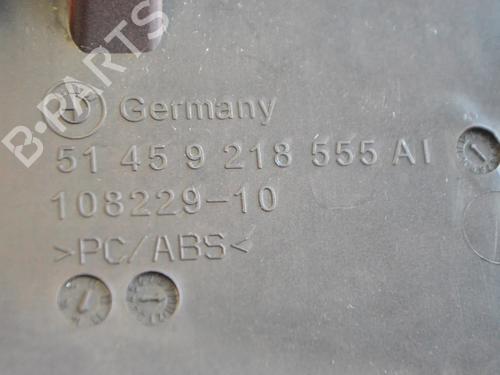 B-PARTS
Germany
51 45 9 218 555 AI
108229-10
>PC/ABS<